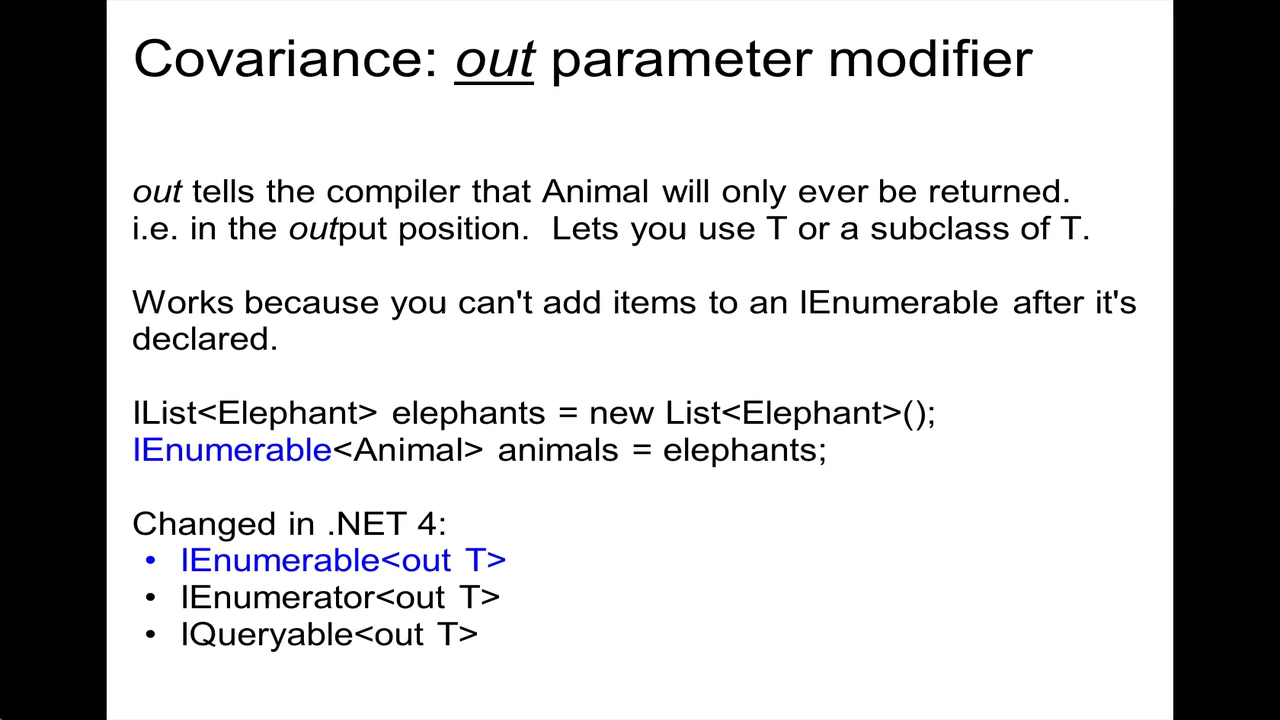 Covariance: out parameter modifier
out tells the compiler that Animal will only ever be returned.
i.e. in the output position.  Lets you use T or a subclass of T.
Works because you can't add items to an IEnumerable after it's
declared.
IList<Elephant> elephants = new List<Elephant>();
IEnumerable<Animal> animals = elephants;
Changed in .NET 4:
• IEnumerable<out T>
• IEnumerator<out T>
• IQueryable<out T>